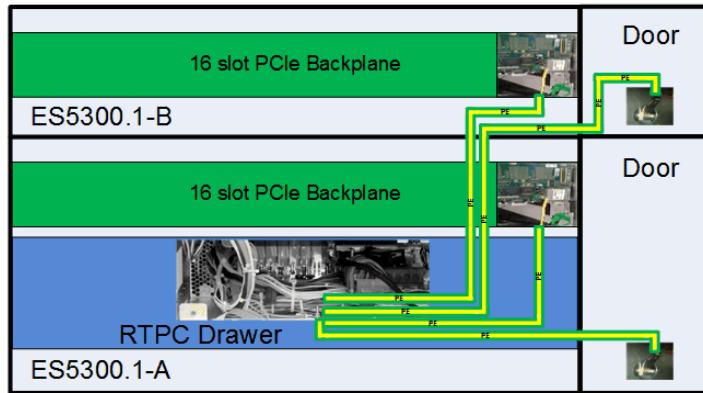 16 slot PCIe Backplane
Door
PE
PE
ES5300.1-B
PE
PE
PE
16 slot PCIe Backplane
Door
PE
PE
PE
PE
RTPC Drawer
PE
ES5300.1-A